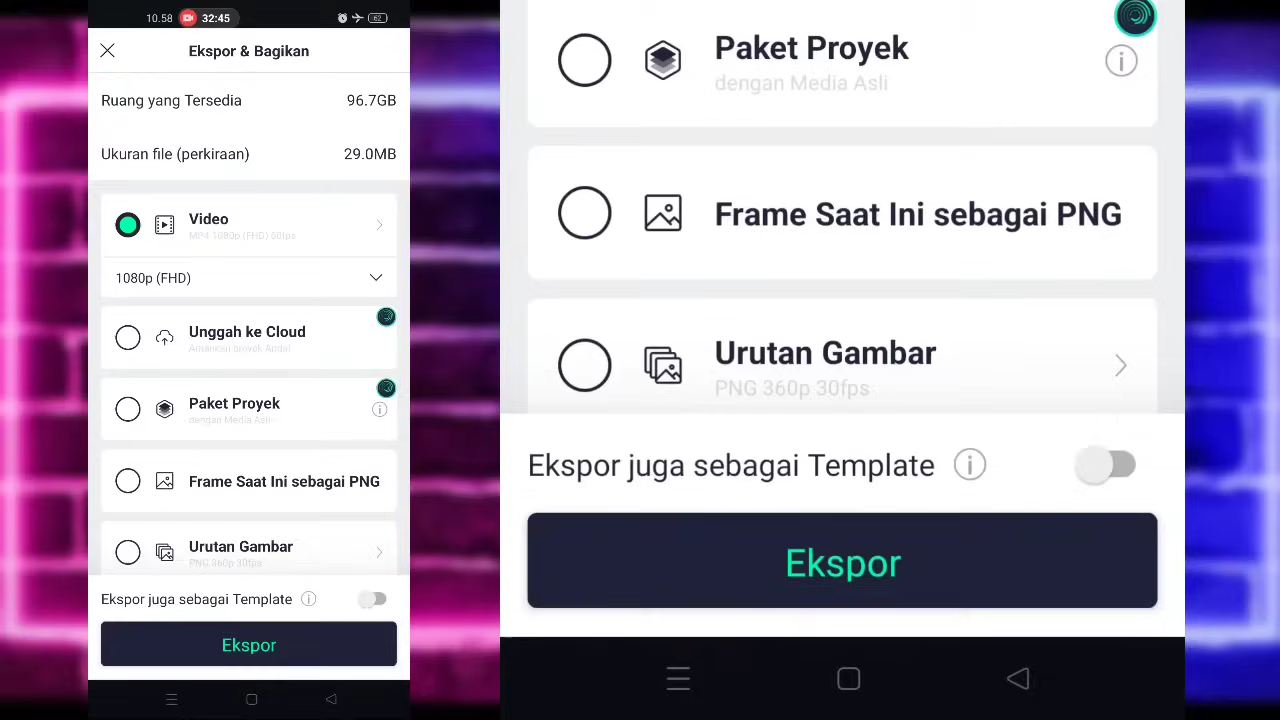 10.58 32:45 62
Ekspor & Bagikan
Ruang yang Tersedia 96.7GB
Ukuran file (perkiraan) 29.0MB
Video
MP4 1080p (FHD) 60fps
1080p (FHD)
Unggah ke Cloud
Amankan proyek Anda!
Paket Proyek
dengan Media Asli
Frame Saat Ini sebagai PNG
Urutan Gambar
PNG 360p 30fps
Ekspor juga sebagai Template
Ekspor
Paket Proyek
dengan Media Asli
Frame Saat Ini sebagai PNG
Urutan Gambar
PNG 360p 30fps
Ekspor juga sebagai Template
Ekspor